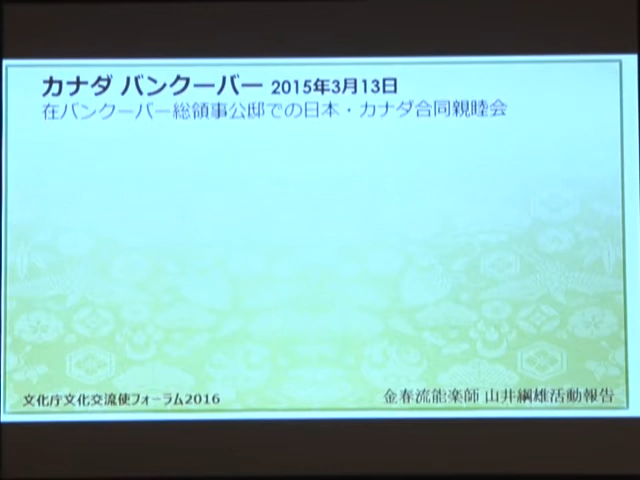 カナダ バンクーバー 2015年3月13日
在バンクーバー総領事公邸での日本・カナダ合同親睦会
文化庁文化交流使フォーラム2016
金春流能楽師 山井綱雄活動報告